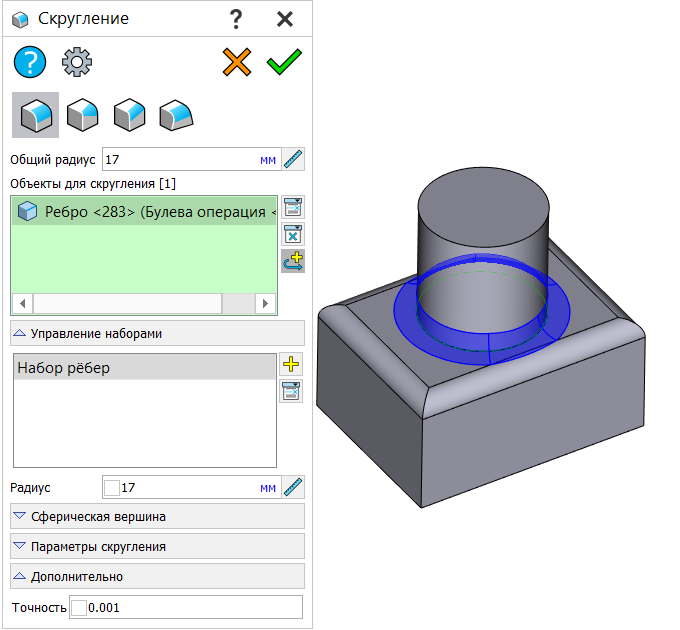 Скругление ?
?
Общий радиус 17 мм
Объекты для скругления [1]
Ребро <283> (Булева операция <
Управление наборами
Набор рёбер
Радиус 17 мм
Сферическая вершина
Параметры скругления
Дополнительно
Точность 0.001